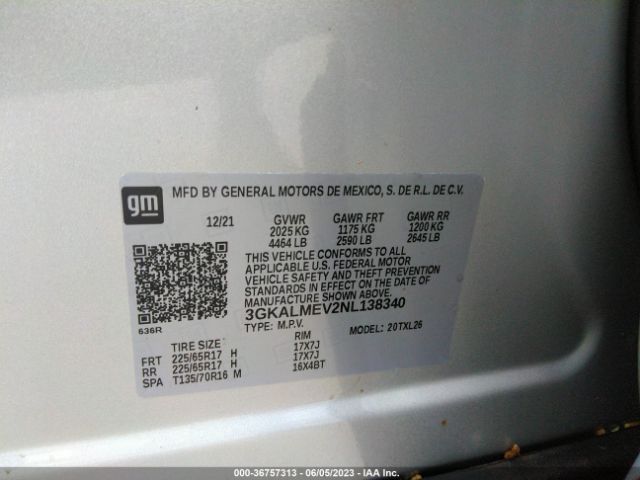 gm
MFD BY GENERAL MOTORS DE MEXICO, S. DE R.L. DE C.V.
12/21 GVWR GAWR FRT GAWR RR
2025 KG 1175 KG 1200 KG
4464 LB 2590 LB 2645 LB
THIS VEHICLE CONFORMS TO ALL
APPLICABLE U.S. FEDERAL MOTOR
VEHICLE SAFETY AND THEFT PREVENTION
STANDARDS IN EFFECT ON THE DATE OF
MANUFACTURE SHOWN ABOVE.
3GKALMEV2NL138340
636R
TYPE: M.P.V. MODEL: 20TXL26
TIRE SIZE RIM
FRT 225/65R17 H 17X7J
RR 225/65R17 H 17X7J
SPA T135/70R16 M 16X4BT
000-36757313 - 06/05/2023 - IAA Inc.